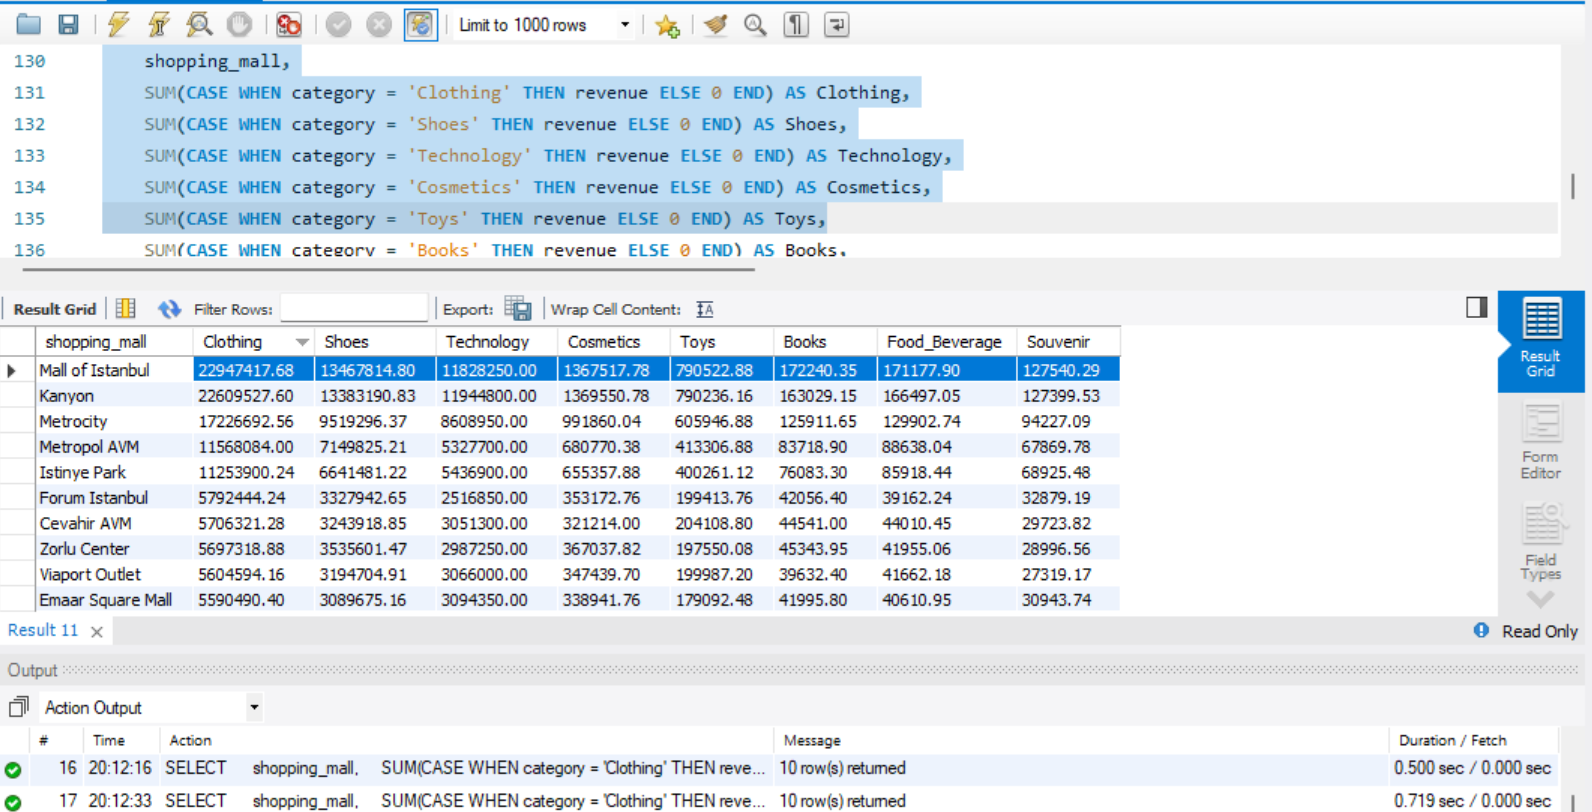 Limit to 1000 rows
130 shopping_mall,
131 SUM(CASE WHEN category = 'Clothing' THEN revenue ELSE 0 END) AS Clothing,
132 SUM(CASE WHEN category = 'Shoes' THEN revenue ELSE 0 END) AS Shoes,
133 SUM(CASE WHEN category = 'Technology' THEN revenue ELSE 0 END) AS Technology,
134 SUM(CASE WHEN category = 'Cosmetics' THEN revenue ELSE 0 END) AS Cosmetics,
135 SUM(CASE WHEN category = 'Toys' THEN revenue ELSE 0 END) AS Toys,
136 SUM(CASE WHEN category = 'Books' THEN revenue ELSE 0 END) AS Books,
Result Grid Filter Rows: Export: Wrap Cell Content: IA
shopping_mall Clothing Shoes Technology Cosmetics Toys Books Food_Beverage Souvenir
Mall of Istanbul 22947417.68 13467814.80 11828250.00 1367517.78 790522.88 172240.35 171177.90 127540.29
Kanyon 22609527.60 13383190.83 11944800.00 1369550.78 790236.16 163029.15 166497.05 127399.53
Metrocity 17226692.56 9519296.37 8608950.00 991860.04 605946.88 125911.65 129902.74 94227.09
Metropol AVM 11568084.00 7149825.21 5327700.00 680770.38 413306.88 83718.90 88638.04 67869.78
Istinye Park 11253900.24 6641481.22 5436900.00 655357.88 400261.12 76083.30 85918.44 68925.48
Forum Istanbul 5792444.24 3327942.65 2516850.00 353172.76 199413.76 42056.40 39162.24 32879.19
Cevahir AVM 5706321.28 3243918.85 3051300.00 321214.00 204108.80 44541.00 44010.45 29723.82
Zorlu Center 5697318.88 3535601.47 2987250.00 367037.82 197550.08 45343.95 41955.06 28996.56
Viaport Outlet 5604594.16 3194704.91 3066000.00 347439.70 199987.20 39632.40 41662.18 27319.17
Emaar Square Mall 5590490.40 3089675.16 3094350.00 338941.76 179092.48 41995.80 40610.95 30943.74
Result
Grid
Form
Editor
Field
Types
Result 11 × Read Only
Output
Action Output
# Time Action Message Duration / Fetch
16 20:12:16 SELECT shopping_mall, SUM(CASE WHEN category = 'Clothing' THEN reve... 10 row(s) returned 0.500 sec / 0.000 sec
17 20:12:33 SELECT shopping_mall, SUM(CASE WHEN category = 'Clothing' THEN reve... 10 row(s) returned 0.719 sec / 0.000 sec